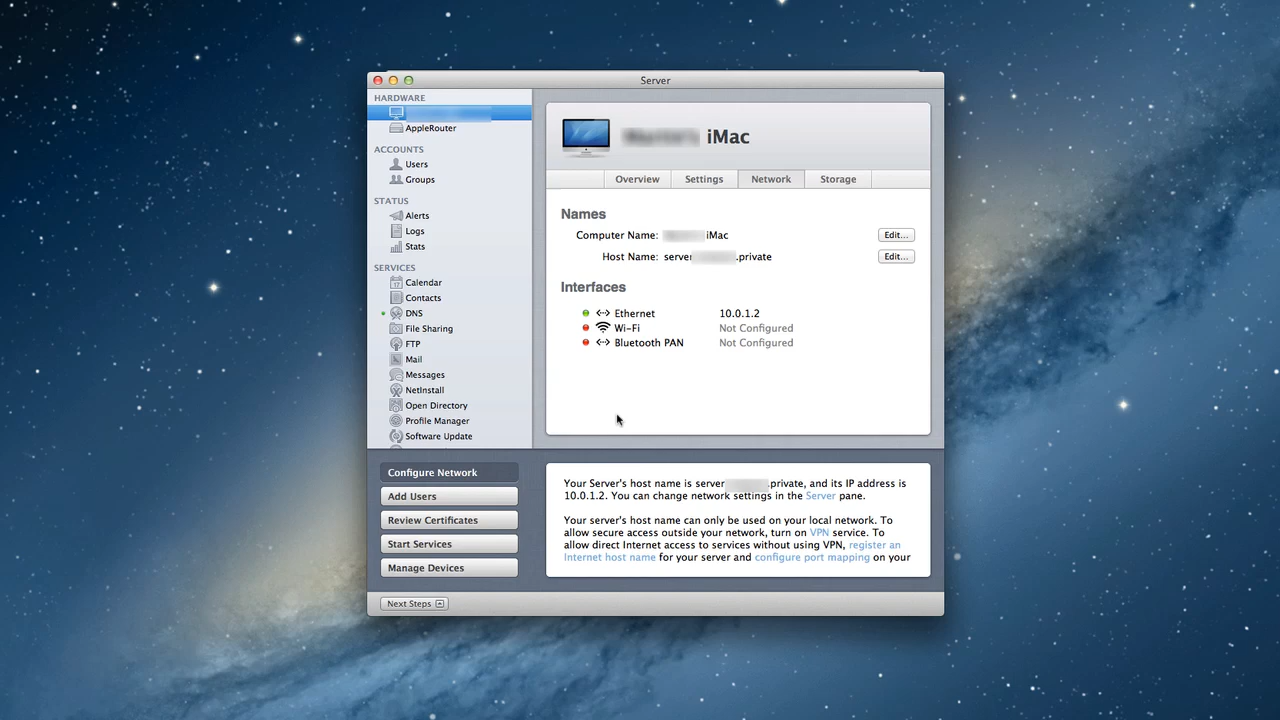 Server
HARDWARE
AppleRouter
ACCOUNTS
Users
Groups
STATUS
Alerts
Logs
Stats
SERVICES
Calendar
Contacts
DNS
File Sharing
FTP
Mail
Messages
NetInstall
Open Directory
Profile Manager
Software Update
iMac
Overview Settings Network Storage
Names
Computer Name: iMac Edit...
Host Name: server .private Edit...
Interfaces
Ethernet 10.0.1.2
Wi-Fi Not Configured
Bluetooth PAN Not Configured
Configure Network
Add Users
Review Certificates
Start Services
Manage Devices
Your Server's host name is server .private, and its IP address is
10.0.1.2. You can change network settings in the Server pane.
Your server's host name can only be used on your local network. To
allow secure access outside your network, turn on VPN service. To
allow direct Internet access to services without using VPN, register an
Internet host name for your server and configure port mapping on your
Next Steps